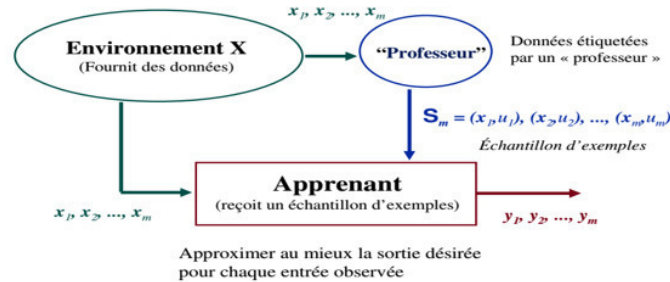 x₁, x₂, ..., xₘ
Environnement X
(Fournit des données)
“Professeur”
Données étiquetées
par un « professeur »
Sₘ = (x₁,u₁), (x₂,u₂), ..., (xₘ,uₘ)
Échantillon d’exemples
Apprenant
(reçoit un échantillon d’exemples)
x₁, x₂, ..., xₘ
y₁, y₂, ..., yₘ
Approximer au mieux la sortie désirée
pour chaque entrée observée